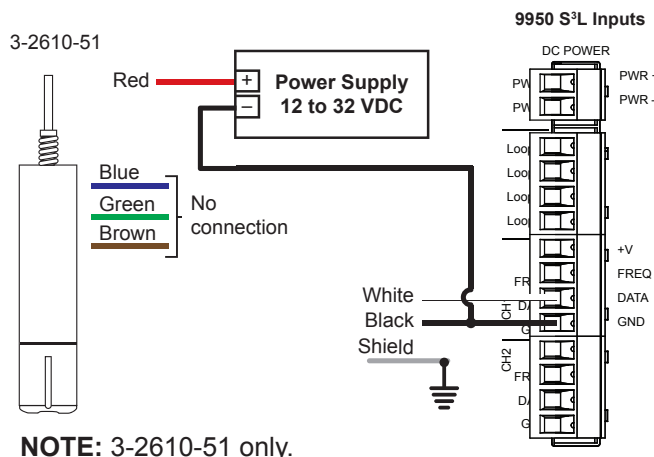 9950 S³L Inputs
3-2610-51
DC POWER
Red
+
Power Supply
12 to 32 VDC
–
PWR
PWR -
Blue
Green
Brown
No
connection
+V
FREQ
DATA
GND
White
Black
Shield
CH2
NOTE: 3-2610-51 only.